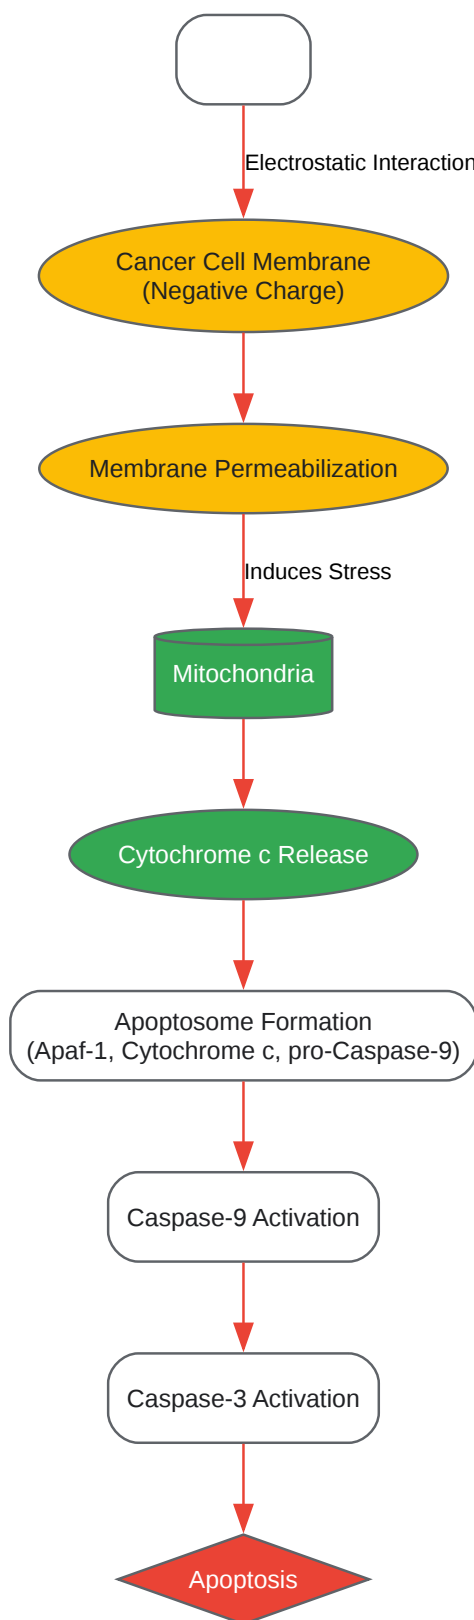 Electrostatic Interaction
Cancer Cell Membrane
(Negative Charge)
Membrane Permeabilization
Induces Stress
Mitochondria
Cytochrome c Release
Apoptosome Formation
(Apaf-1, Cytochrome c, pro-Caspase-9)
Caspase-9 Activation
Caspase-3 Activation
Apoptosis